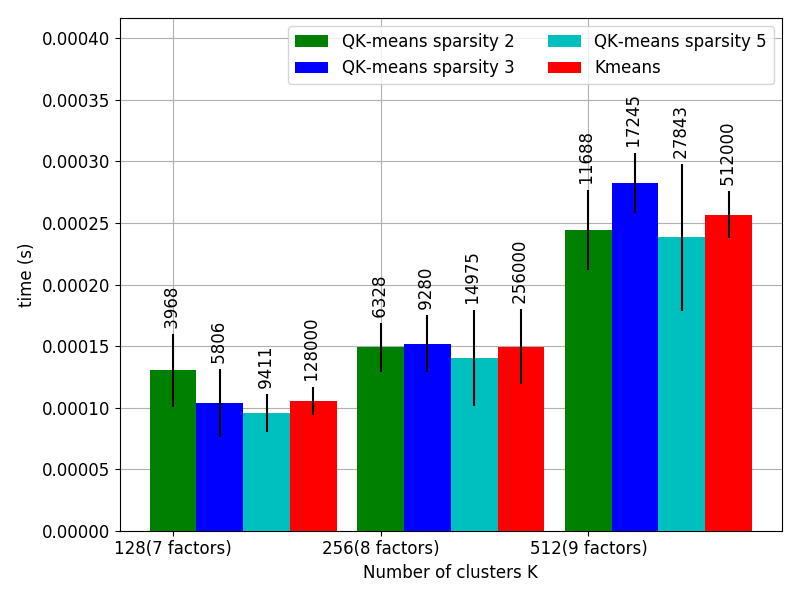 QK-means sparsity 2
QK-means sparsity 3
QK-means sparsity 5
Kmeans
time (s)
0.00040
0.00035
0.00030
0.00025
0.00020
0.00015
0.00010
0.00005
0.00000
3968
5806
9411
128000
6328
9280
14975
256000
11688
17245
27843
512000
128(7 factors)
256(8 factors)
512(9 factors)
Number of clusters K